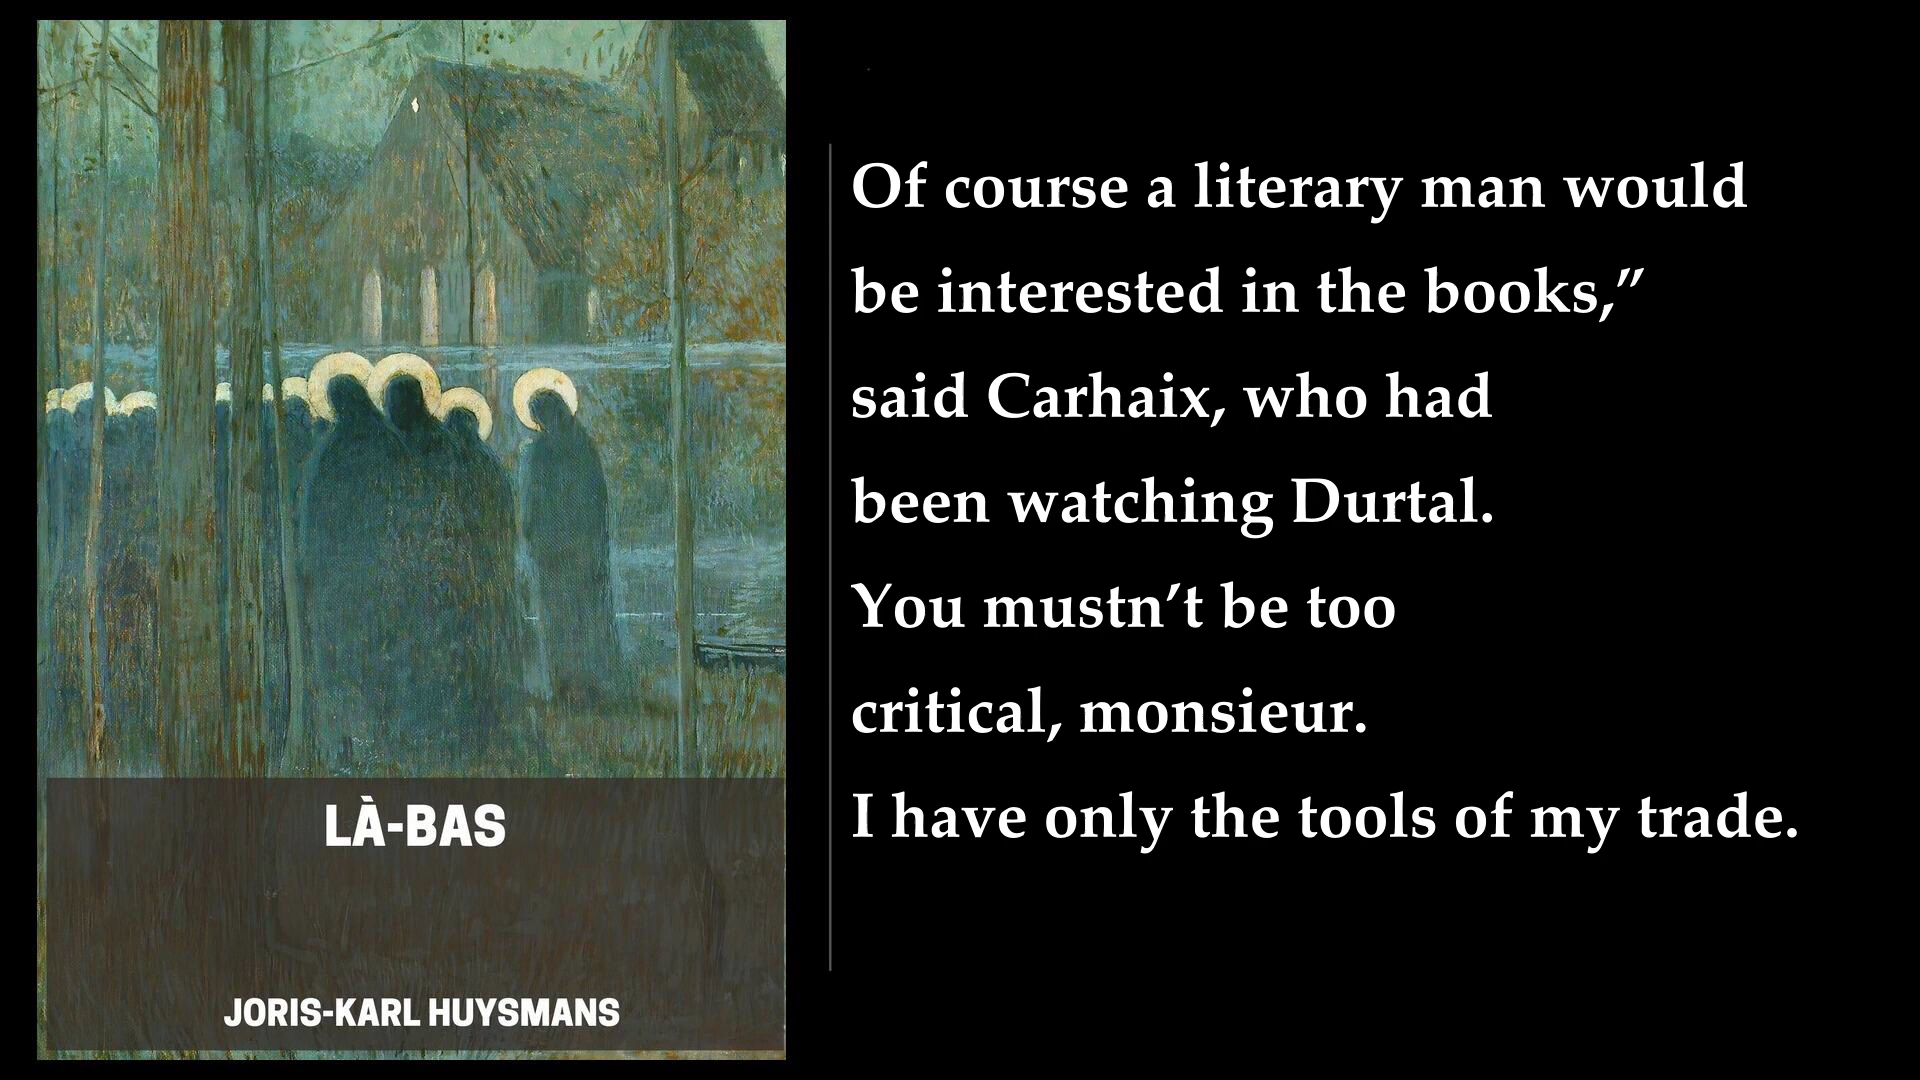 LÀ-BAS
JORIS-KARL HUYSMANS
Of course a literary man would
be interested in the books,”
said Carhaix, who had
been watching Durtal.
You mustn’t be too
critical, monsieur.
I have only the tools of my trade.